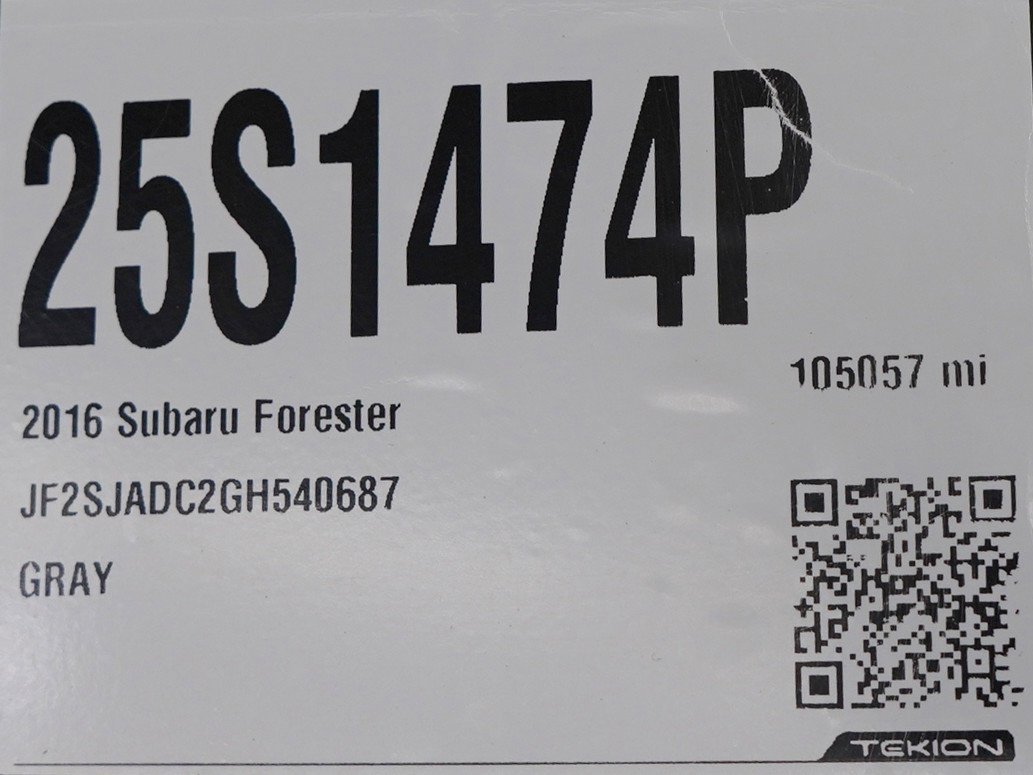 25S1474P
105057 mi
2016 Subaru Forester
JF2SJADC2GH540687
GRAY
TEKION